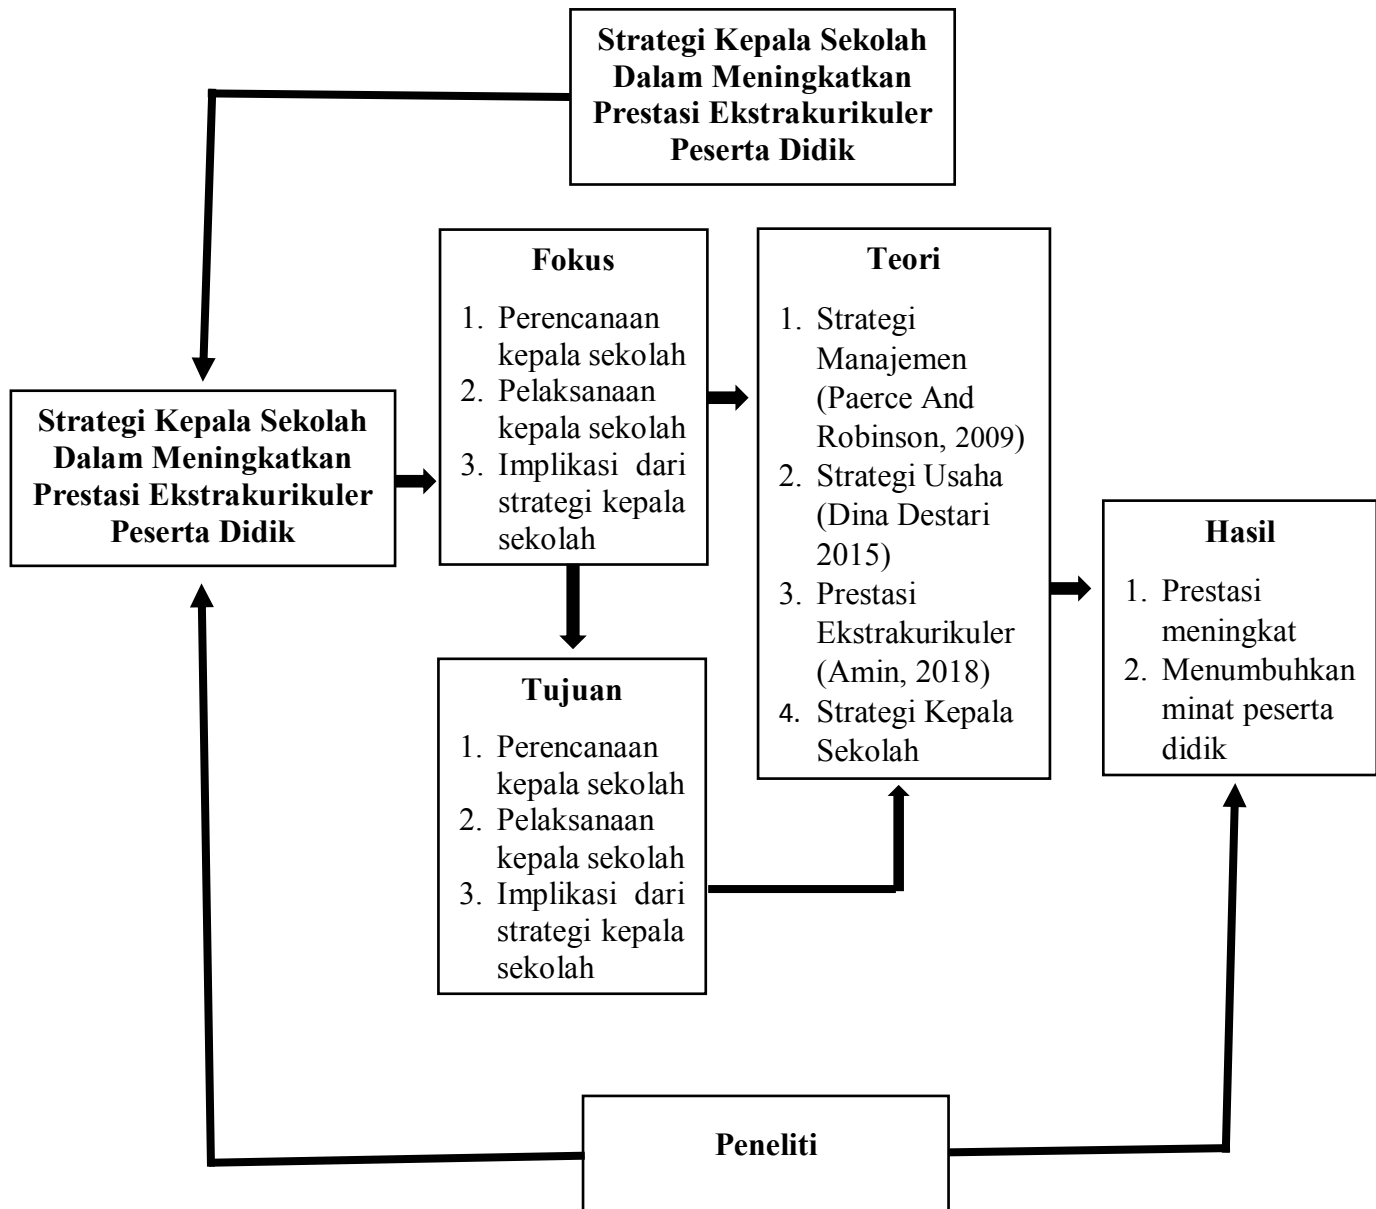 Strategi Kepala Sekolah
Dalam Meningkatkan
Prestasi Ekstrakurikuler
Peserta Didik
Strategi Kepala Sekolah
Dalam Meningkatkan
Prestasi Ekstrakurikuler
Peserta Didik
Fokus
1. Perencanaan
kepala sekolah
2. Pelaksanaan
kepala sekolah
3. Implikasi dari
strategi kepala
sekolah
Tujuan
1. Perencanaan
kepala sekolah
2. Pelaksanaan
kepala sekolah
3. Implikasi dari
strategi kepala
sekolah
Teori
1. Strategi
Manajemen
(Paerce And
Robinson, 2009)
2. Strategi Usaha
(Dina Destari
2015)
3. Prestasi
Ekstrakurikuler
(Amin, 2018)
4. Strategi Kepala
Sekolah
Hasil
1. Prestasi
meningkat
2. Menumbuhkan
minat peserta
didik
Peneliti